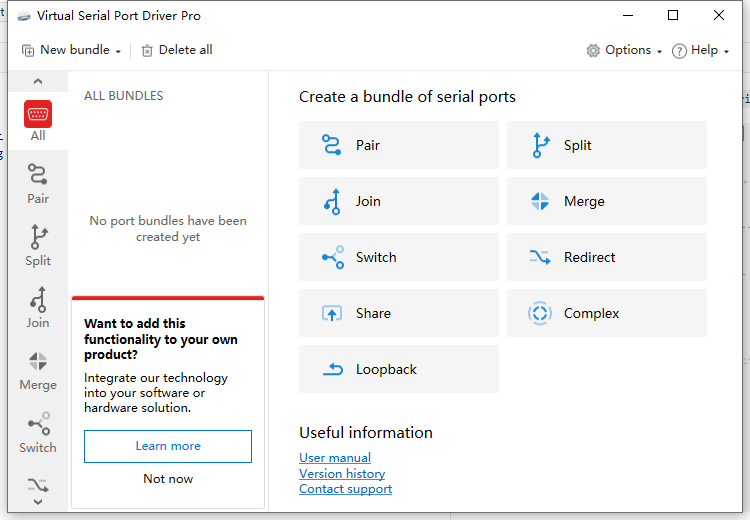 Virtual Serial Port Driver Pro
New bundle
Delete all
Options
Help
All
Pair
Split
Join
Merge
Switch
ALL BUNDLES
No port bundles have been
created yet
Want to add this
functionality to your own
product?
Integrate our technology
into your software or
hardware solution.
Learn more
Not now
Create a bundle of serial ports
Pair
Split
Join
Merge
Switch
Redirect
Share
Complex
Loopback
Useful information
User manual
Version history
Contact support